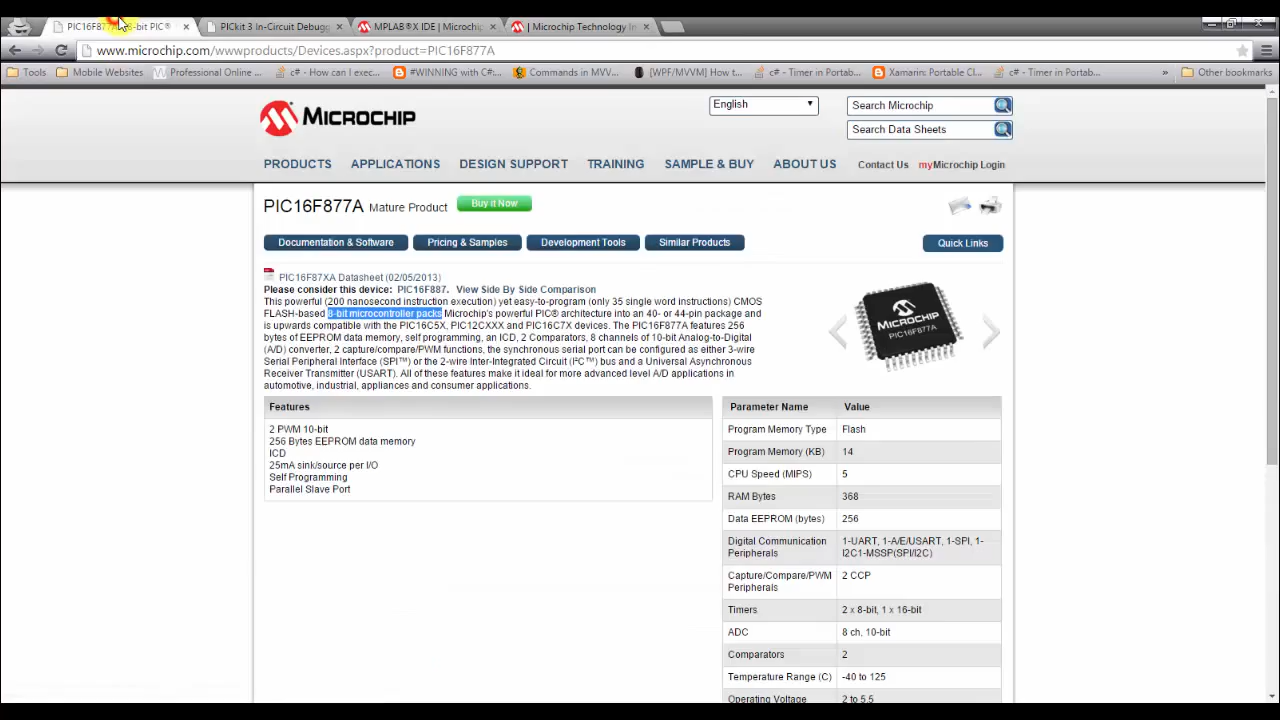 PIC16F877A 8-bit PIC®
PICkit 3 In-Circuit Debugg
MPLAB®X IDE | Microchip
| Microchip Technology In
www.microchip.com/wwwproducts/Devices.aspx?product=PIC16F877A
Tools
Mobile Websites
Professional Online ...
c# - How can i exec...
#WINNING with C#...
Commands in MVV...
[WPF/MVVM] How t...
c# - Timer in Portab...
Xamarin: Portable Cl...
c# - Timer in Portab...
» Other bookmarks
MICROCHIP
English
Search Microchip
Search Data Sheets
PRODUCTS APPLICATIONS DESIGN SUPPORT TRAINING SAMPLE & BUY ABOUT US Contact Us myMicrochip Login
PIC16F877A Mature Product Buy it Now
Documentation & Software Pricing & Samples Development Tools Similar Products Quick Links
PIC16F87XA Datasheet (02/05/2013)
Please consider this device: PIC16F887. View Side By Side Comparison
This powerful (200 nanosecond instruction execution) yet easy-to-program (only 35 single word instructions) CMOS
FLASH-based 8-bit microcontroller packs Microchip's powerful PIC® architecture into an 40- or 44-pin package and
is upwards compatible with the PIC16C5X, PIC12CXXX and PIC16C7X devices. The PIC16F877A features 256
bytes of EEPROM data memory, self programming, an ICD, 2 Comparators, 8 channels of 10-bit Analog-to-Digital
(A/D) converter, 2 capture/compare/PWM functions, the synchronous serial port can be configured as either 3-wire
Serial Peripheral Interface (SPI™) or the 2-wire Inter-Integrated Circuit (I²C™) bus and a Universal Asynchronous
Receiver Transmitter (USART). All of these features make it ideal for more advanced level A/D applications in
automotive, industrial, appliances and consumer applications.
MICROCHIP
PIC16F877A
Features
2 PWM 10-bit
256 Bytes EEPROM data memory
ICD
25mA sink/source per I/O
Self Programming
Parallel Slave Port
Parameter Name Value
Program Memory Type Flash
Program Memory (KB) 14
CPU Speed (MIPS) 5
RAM Bytes 368
Data EEPROM (bytes) 256
Digital Communication 1-UART, 1-A/E/USART, 1-SPI, 1-
Peripherals I2C1-MSSP(SPI/I2C)
Capture/Compare/PWM 2 CCP
Peripherals
Timers 2 x 8-bit, 1 x 16-bit
ADC 8 ch, 10-bit
Comparators 2
Temperature Range (C) -40 to 125
Operating Voltage 2 to 5.5